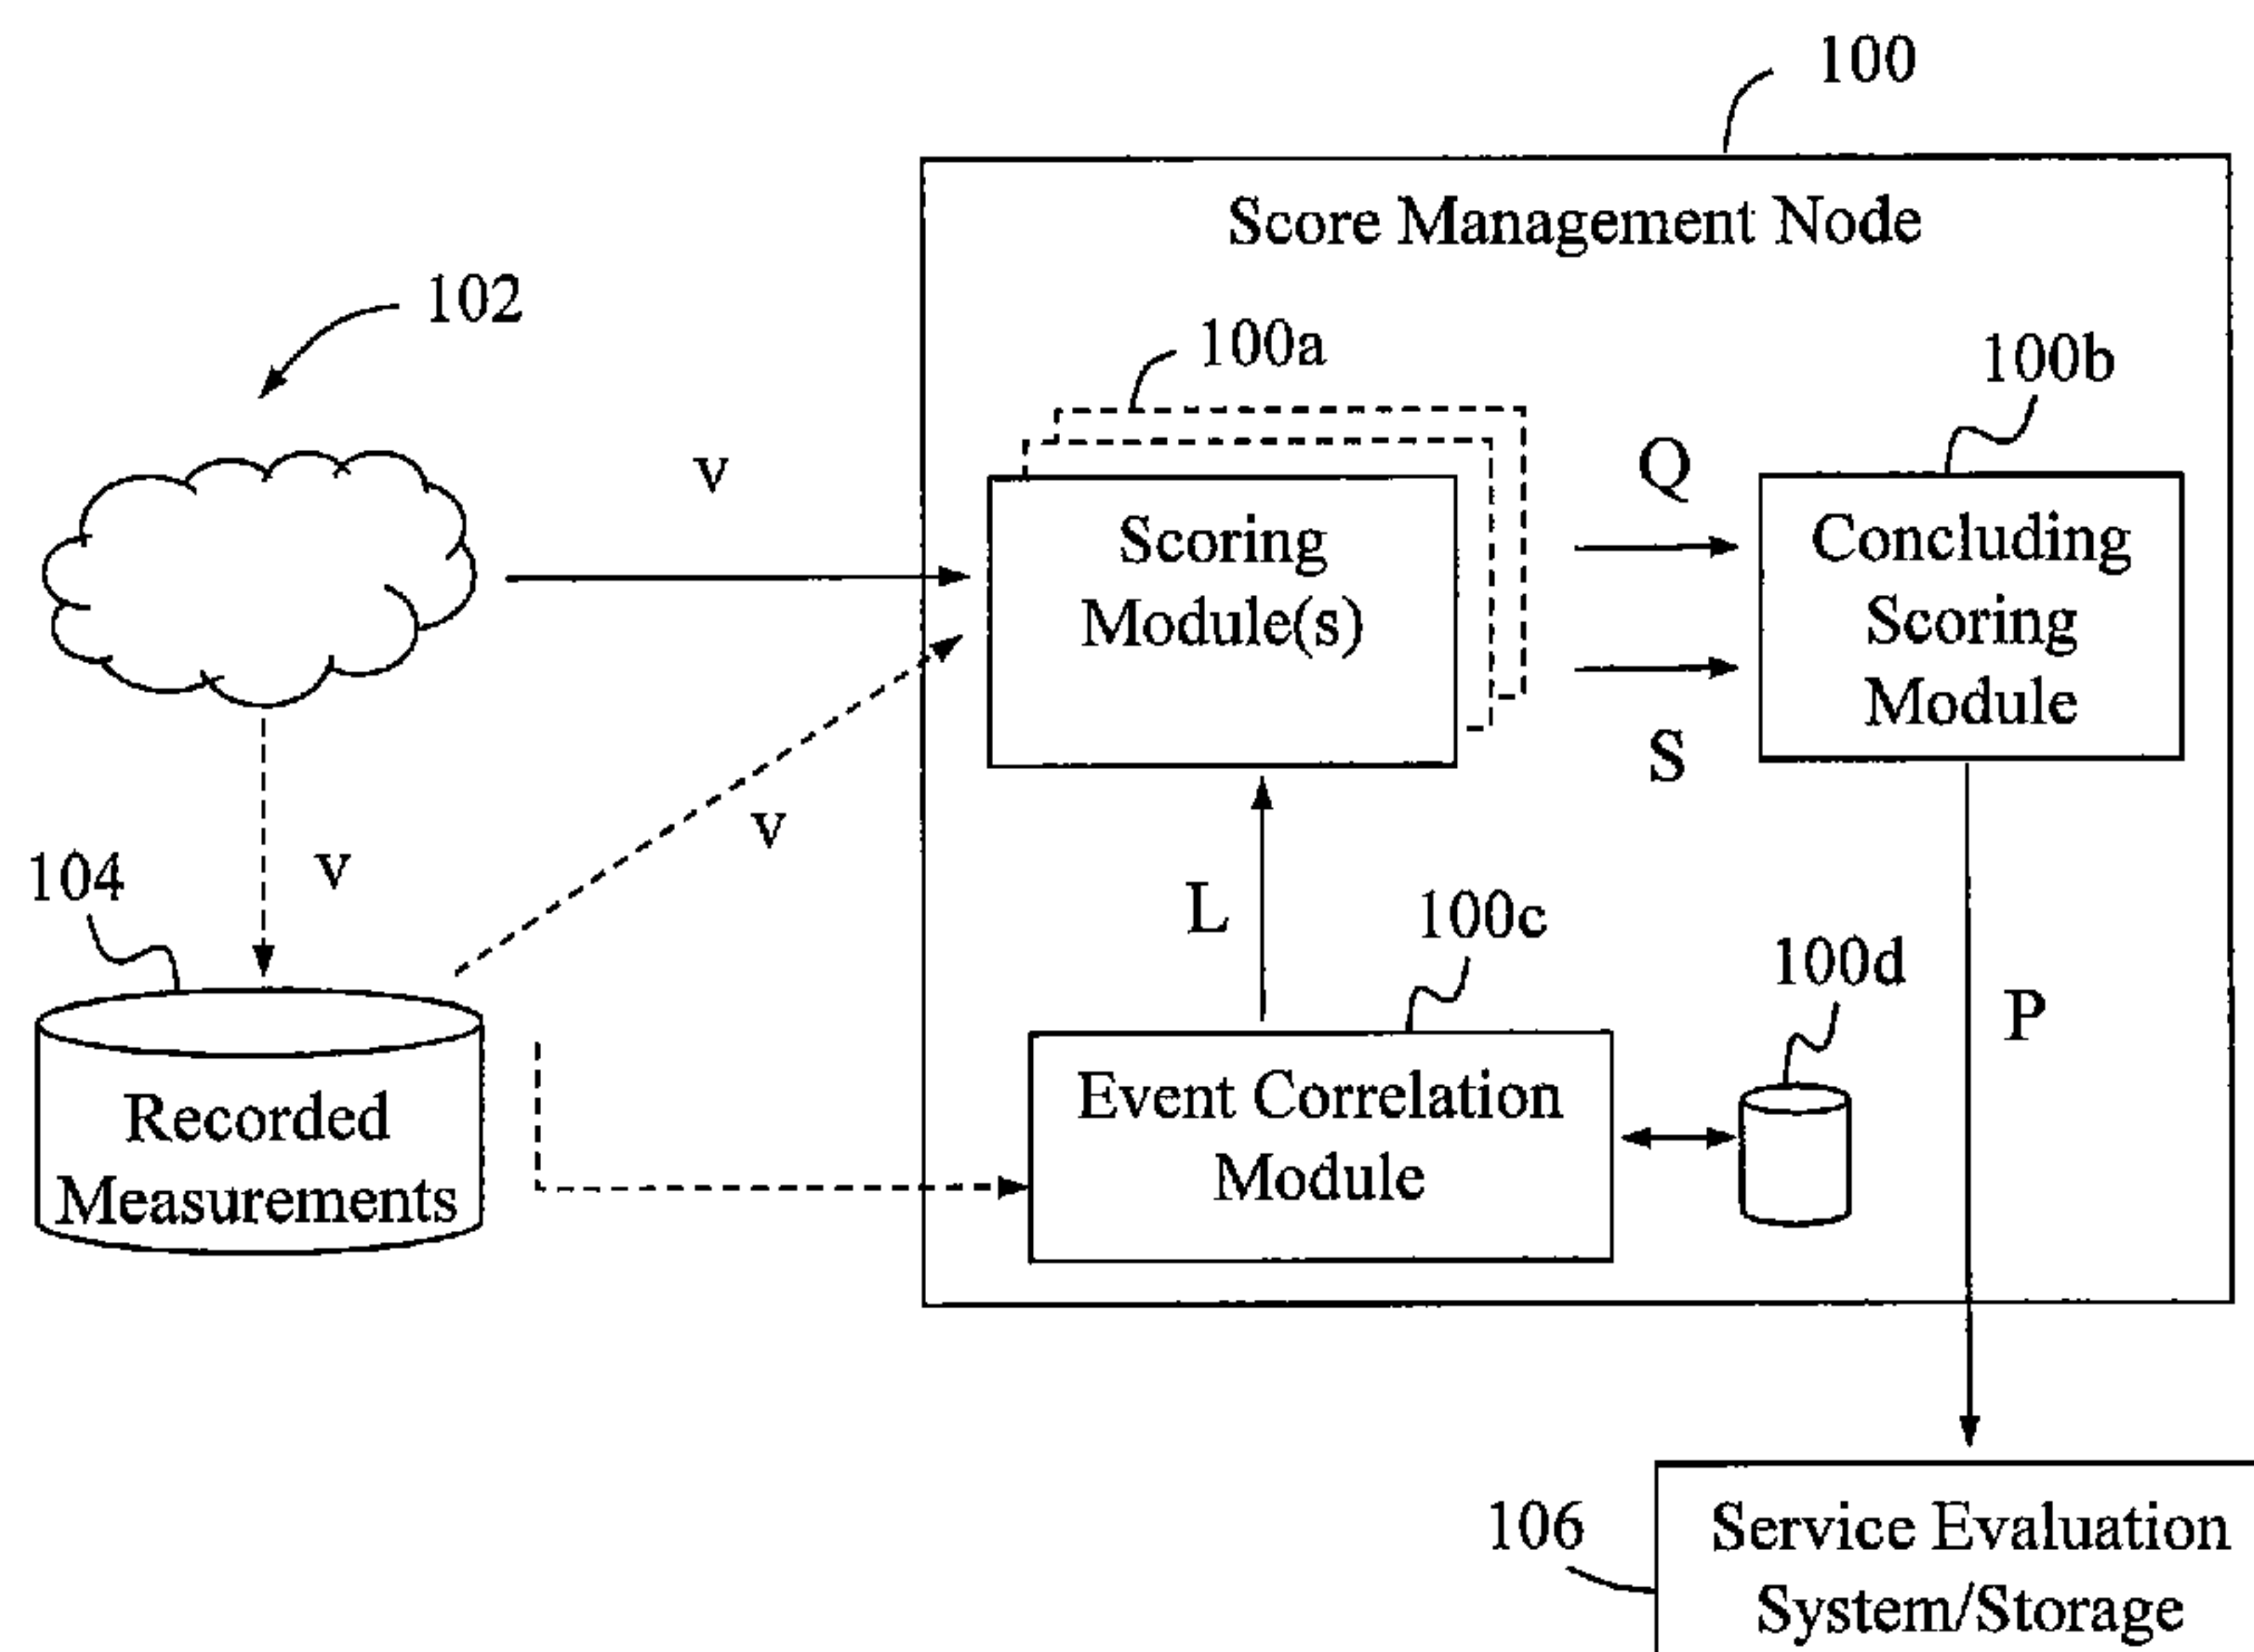 100
Score Management Node
102
100a
100b
v
Q
Scoring
Module(s)
Concluding
Scoring
Module
S
v
v
104
L
100c
100d
P
Recorded
Measurements
Event Correlation
Module
106
Service Evaluation
System/Storage